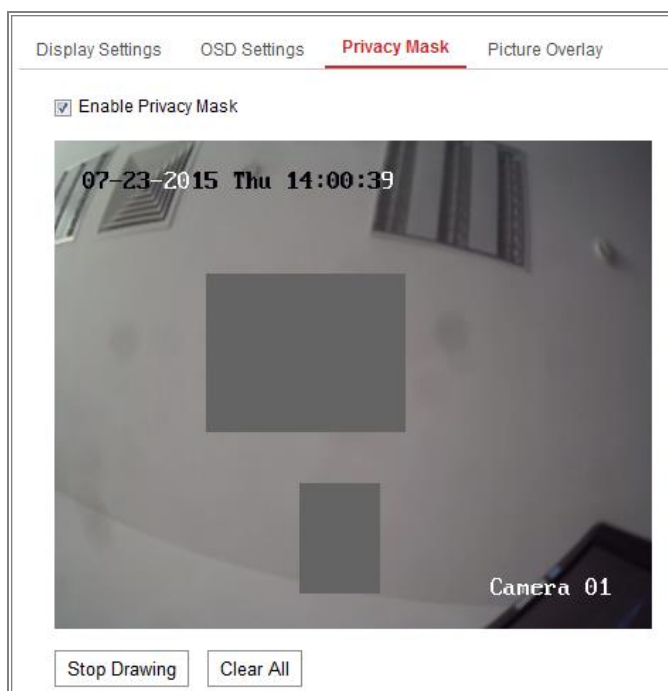 Display Settings OSD Settings Privacy Mask Picture Overlay
Enable Privacy Mask
07-23-2015 Thu 14:00:39
Camera 01
Stop Drawing Clear All